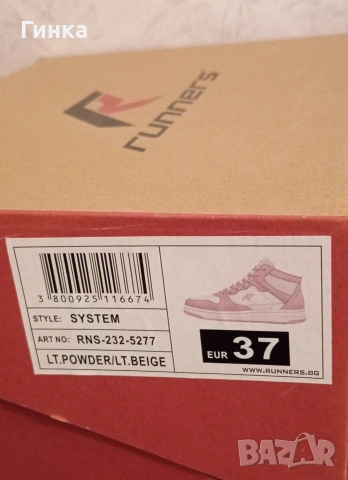 Гинка
runners
3 800925 116674
STYLE: SYSTEM
ART NO: RNS-232-5277
LT.POWDER/LT.BEIGE
EUR 37
WWW.RUNNERS.BG
BAZAR